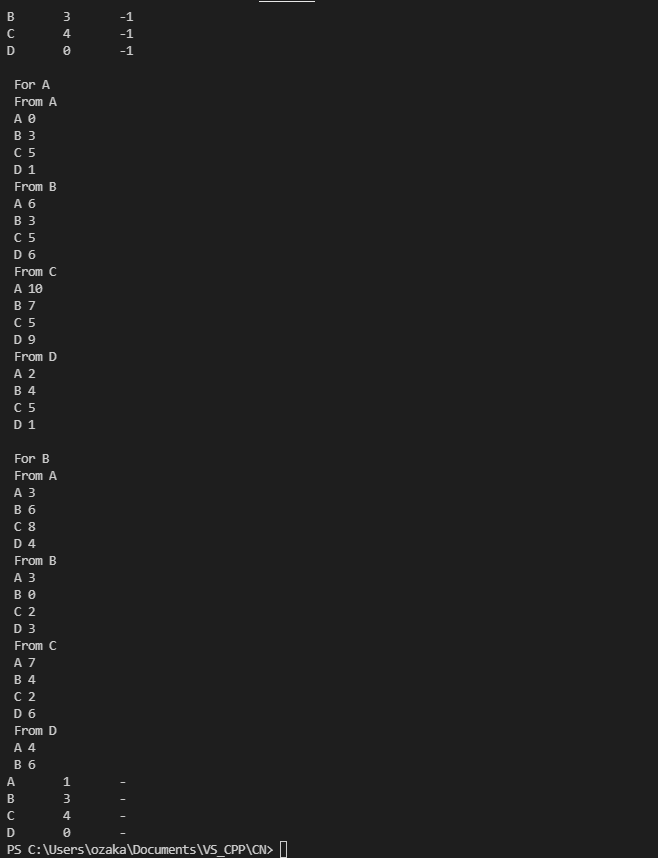 B 3 -1
C 4 -1
D 0 -1
For A
From A
A 0
B 3
C 5
D 1
From B
A 6
B 3
C 5
D 6
From C
A 10
B 7
C 5
D 9
From D
A 2
B 4
C 5
D 1
For B
From A
A 3
B 6
C 8
D 4
From B
A 3
B 0
C 2
D 3
From C
A 7
B 4
C 2
D 6
From D
A 4
B 6
A 1 -
B 3 -
C 4 -
D 0 -
PS C:\Users\ozaka\Documents\VS_CPP\CN>